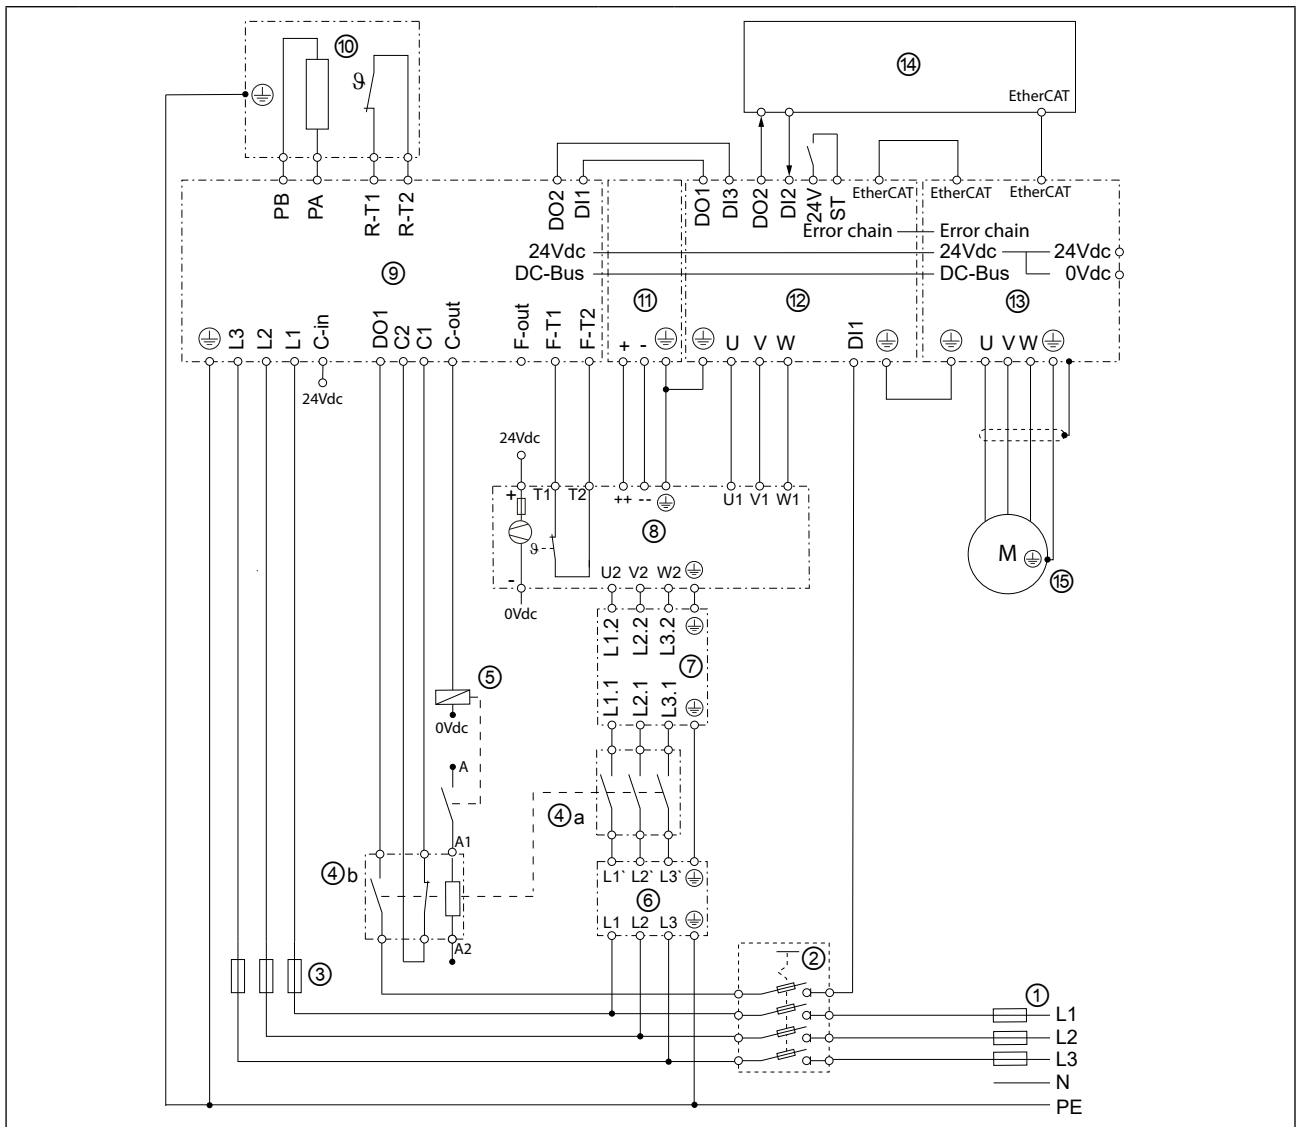 ⑩
ϑ
⑭
EtherCAT
PB
PA
R-T1
R-T2
DO2
DI1
DO1
DI3
DO2
DI2
24V
ST
EtherCAT
EtherCAT
EtherCAT
Error chain
Error chain
24Vdc
24Vdc
24Vdc
DC-Bus
DC-Bus
0Vdc
⑨
⑪
⑫
⑬
L3
L2
L1
C-in
DO1
C2
C1
C-out
F-out
F-T1
F-T2
+
-
U
V
W
DI1
U
V
W
24Vdc
24Vdc
+
T1
T2
++
--
U1
V1
W1
⑧
ϑ
M
⑮
-
U2
V2
W2
0Vdc
L1.2
L2.2
L3.2
⑦
⑤
L1.1
L2.1
L3.1
0Vdc
A
④a
A1
④b
L1`
L2`
L3`
⑥
L1
L2
L3
A2
②
③
①
L1
L2
L3
N
PE